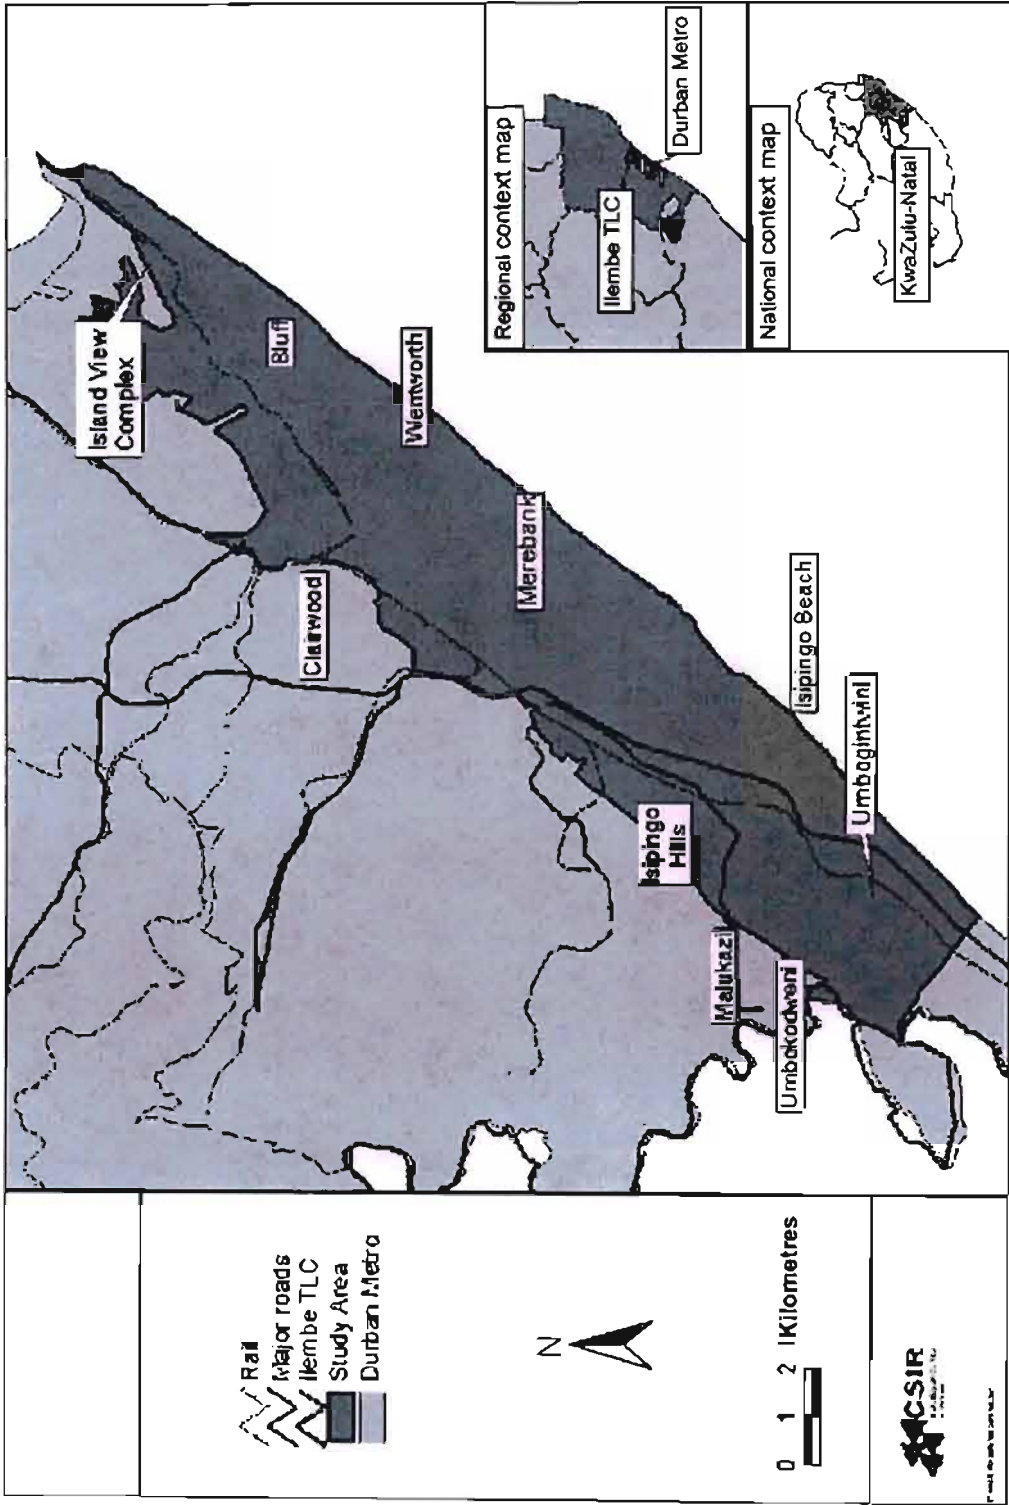 Island View
Complex
Bluff
Wentworth
Clairwood
Merebank
Isipingo Beach
Isipingo
Hills
Umbogintwini
Malukazi
Umbokodweni
Regional context map
Durban Metro
Ilembe TLC
National context map
KwaZulu-Natal
Rail
Major roads
Ilembe TLC
Study Area
Durban Metro
N
0 1 2 Kilometres
CSIR